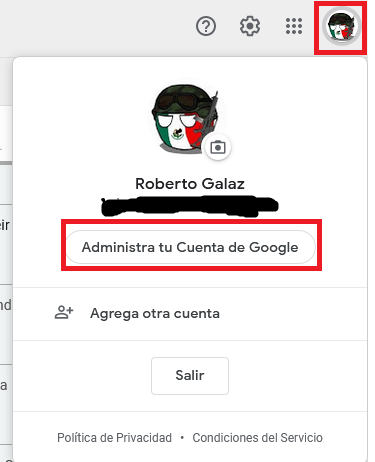 Roberto Galaz
Administra tu Cuenta de Google
Agrega otra cuenta
Salir
Política de Privacidad • Condiciones del Servicio